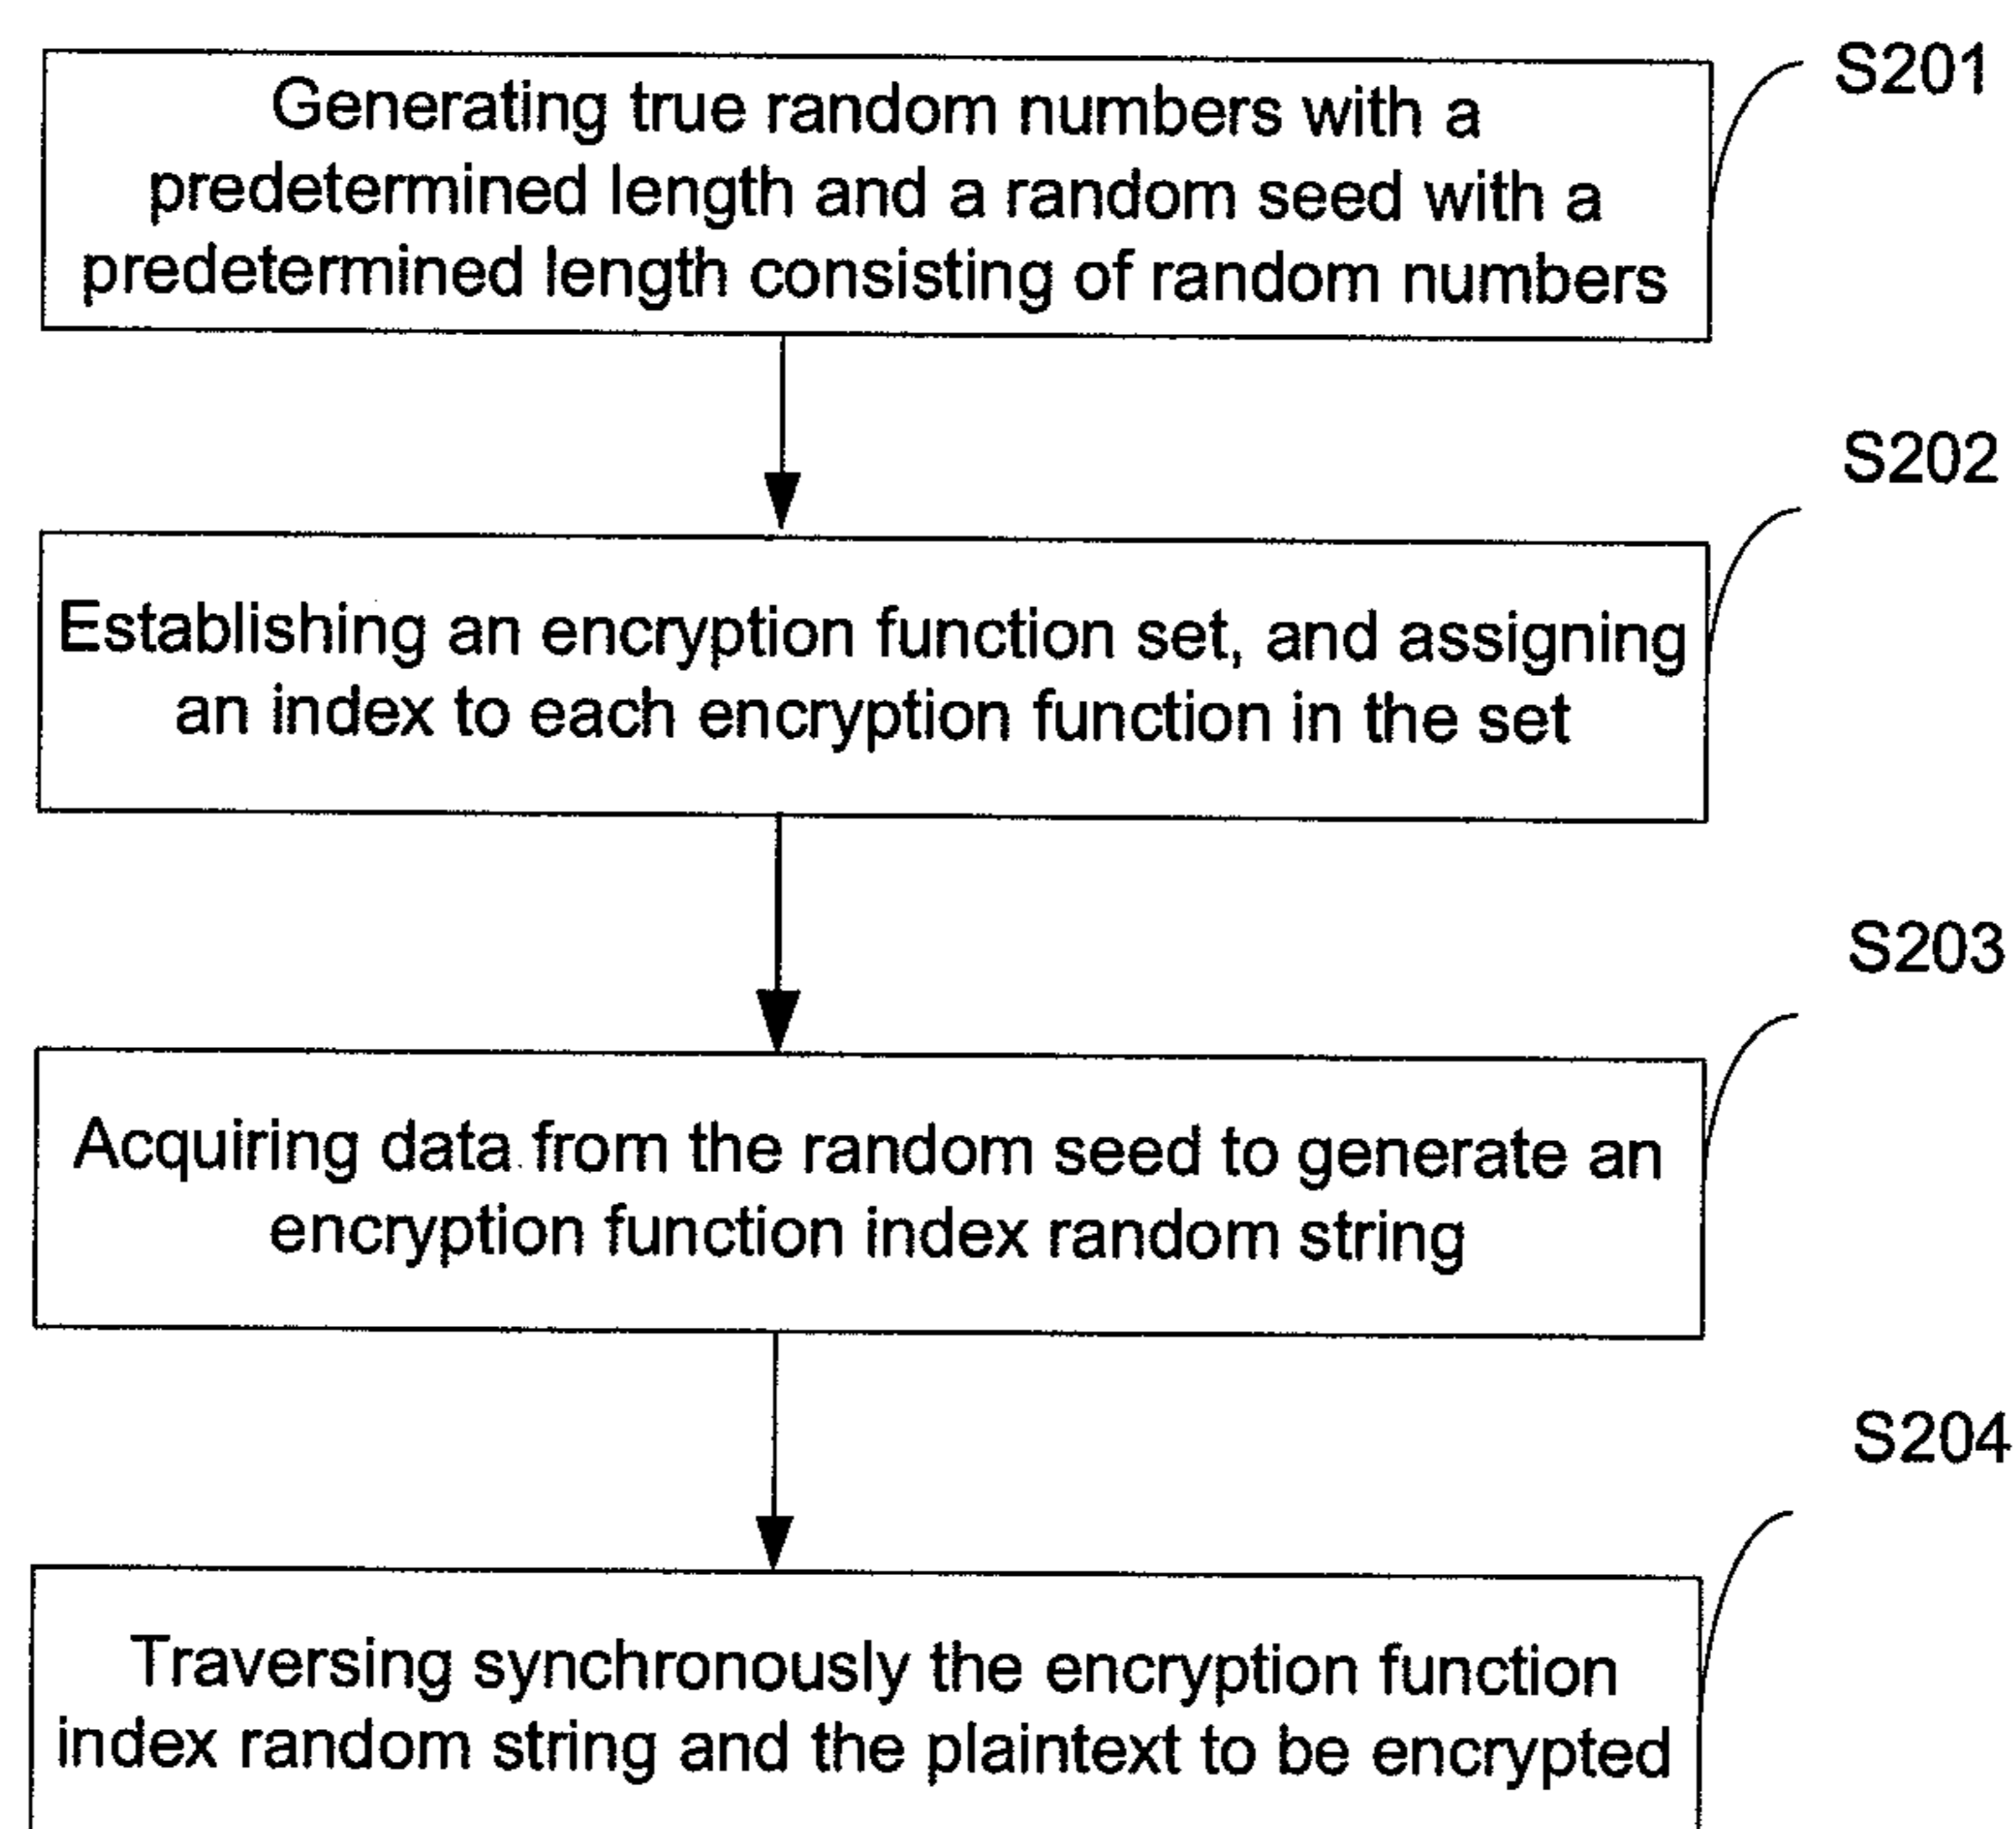 S201
Generating true random numbers with a
predetermined length and a random seed with a
predetermined length consisting of random numbers
S202
Establishing an encryption function set, and assigning
an index to each encryption function in the set
S203
Acquiring data from the random seed to generate an
encryption function index random string
S204
Traversing synchronously the encryption function
index random string and the plaintext to be encrypted